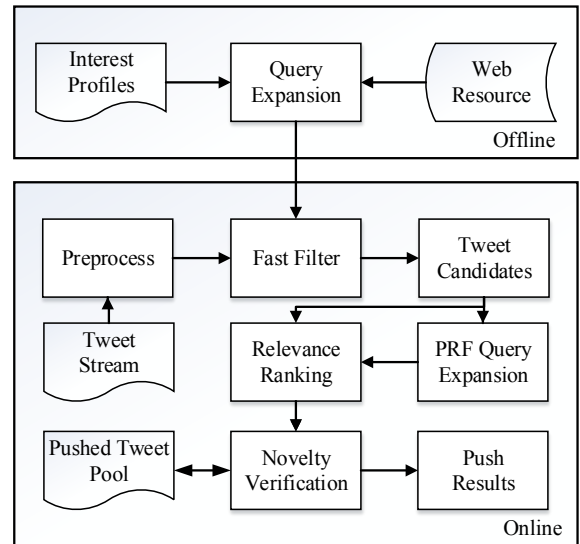 Interest
Profiles
Query
Expansion
Web
Resource
Offline
Preprocess
Fast Filter
Tweet
Candidates
Tweet
Stream
Relevance
Ranking
PRF Query
Expansion
Pushed Tweet
Pool
Novelty
Verification
Push
Results
Online